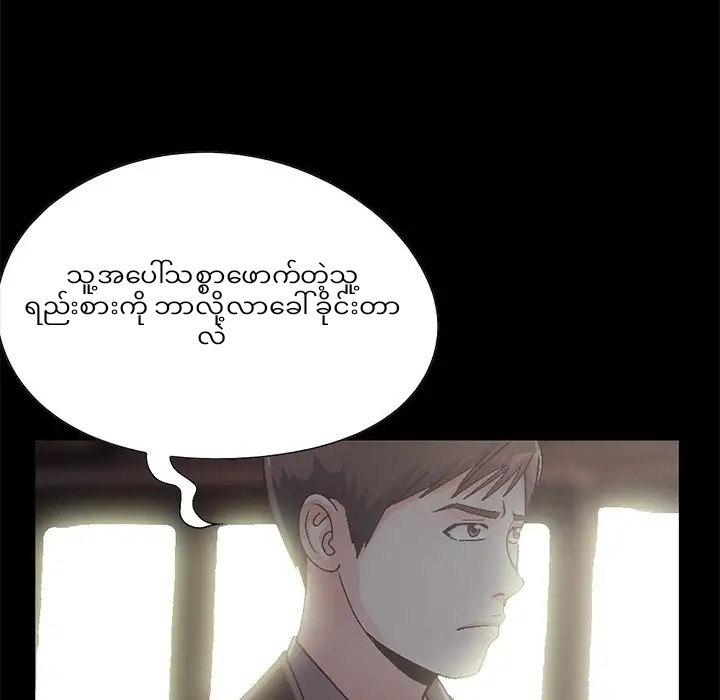 သူ့အပေါ်သစ္စာဖောက်တဲ့သူ့
ရည်းစားကို ဘာလို့လာခေါ်ခိုင်းတာ
လဲ